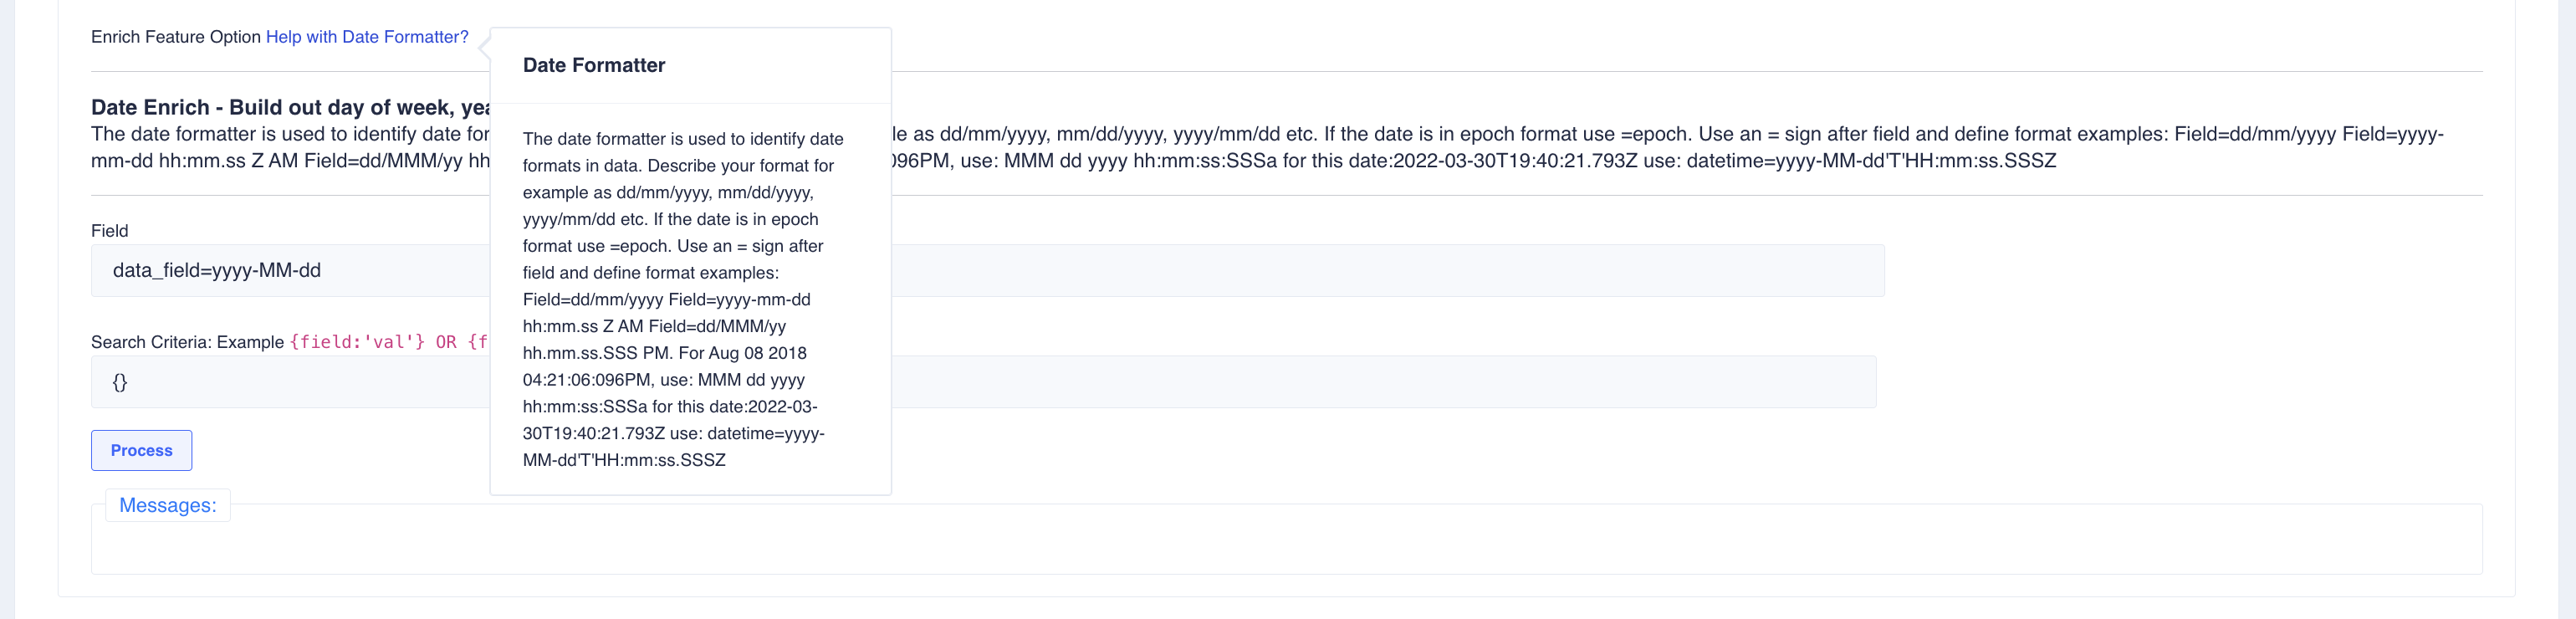 Enrich Feature Option Help with Date Formatter?
Date Formatter
Date Enrich - Build out day of week,
The date formatter is used to identify date
as dd/mm/yyyy, mm/dd/yyyy, yyyy/mm/dd etc. If the date is in epoch format use =epoch. Use an = sign after field and define format examples: Field=dd/mm/yyyy Field=yyyy-
mm-dd hh:mm.ss Z AM Field=dd/MMM/yy
096PM, use: MMM dd yyyy hh:mm:ss:SSSa for this date:2022-03-30T19:40:21.793Z use: datetime=yyyy-MM-dd'T'HH:mm:ss.SSSZ
The date formatter is used to identify date
formats in data. Describe your format for
example as dd/mm/yyyy, mm/dd/yyyy,
yyyy/mm/dd etc. If the date is in epoch
format use =epoch. Use an = sign after
field and define format examples:
Field=dd/mm/yyyy Field=yyyy-mm-dd
hh:mm.ss Z AM Field=dd/MMM/yy
hh.mm.ss.SSS PM. For Aug 08 2018
04:21:06:096PM, use: MMM dd yyyy
hh:mm:ss:SSSa for this date:2022-03-
30T19:40:21.793Z use: datetime=yyyy-
MM-dd'T'HH:mm:ss.SSSZ
Field
data_field=yyyy-MM-dd
Search Criteria: Example {field:'val'} OR {f
{}
Process
Messages: